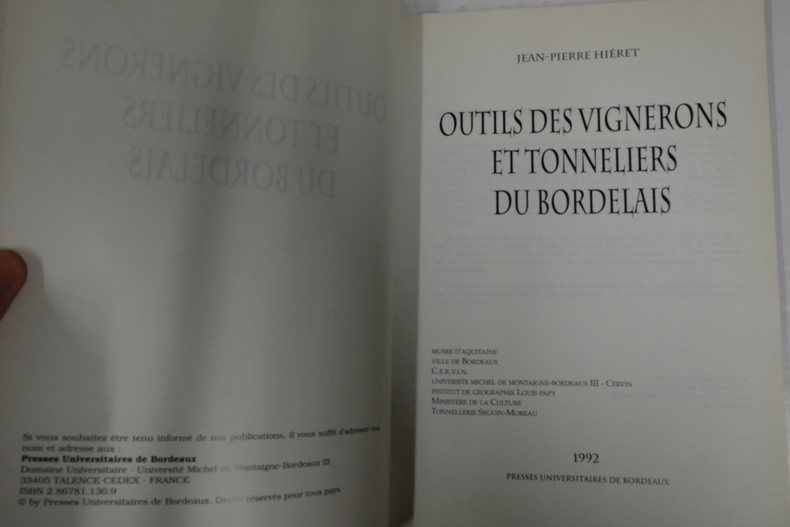 Si vous souhaitez être tenu informé de nos publications, il vous suffit d'adresser vos
nom et adresse aux :
Presses Universitaires de Bordeaux
Domaine Universitaire - Université Michel de Montaigne-Bordeaux III
33405 TALENCE CEDEX - FRANCE
ISBN 2.86781.130.9
© by Presses Universitaires de Bordeaux. Droits réservés pour tous pays.
JEAN-PIERRE HIÉRET
OUTILS DES VIGNERONS
ET TONNELIERS
DU BORDELAIS
MUSEE D'AQUITAINE
VILLE DE BORDEAUX
C.E.R.V.I.N.
UNIVERSITE MICHEL DE MONTAIGNE-BORDEAUX III - CERVIN
INSTITUT DE GEOGRAPHIE LOUIS PAPY
MINISTERE DE LA CULTURE
TONNELLERIE SEGUIN-MOREAU
1992
PRESSES UNIVERSITAIRES DE BORDEAUX